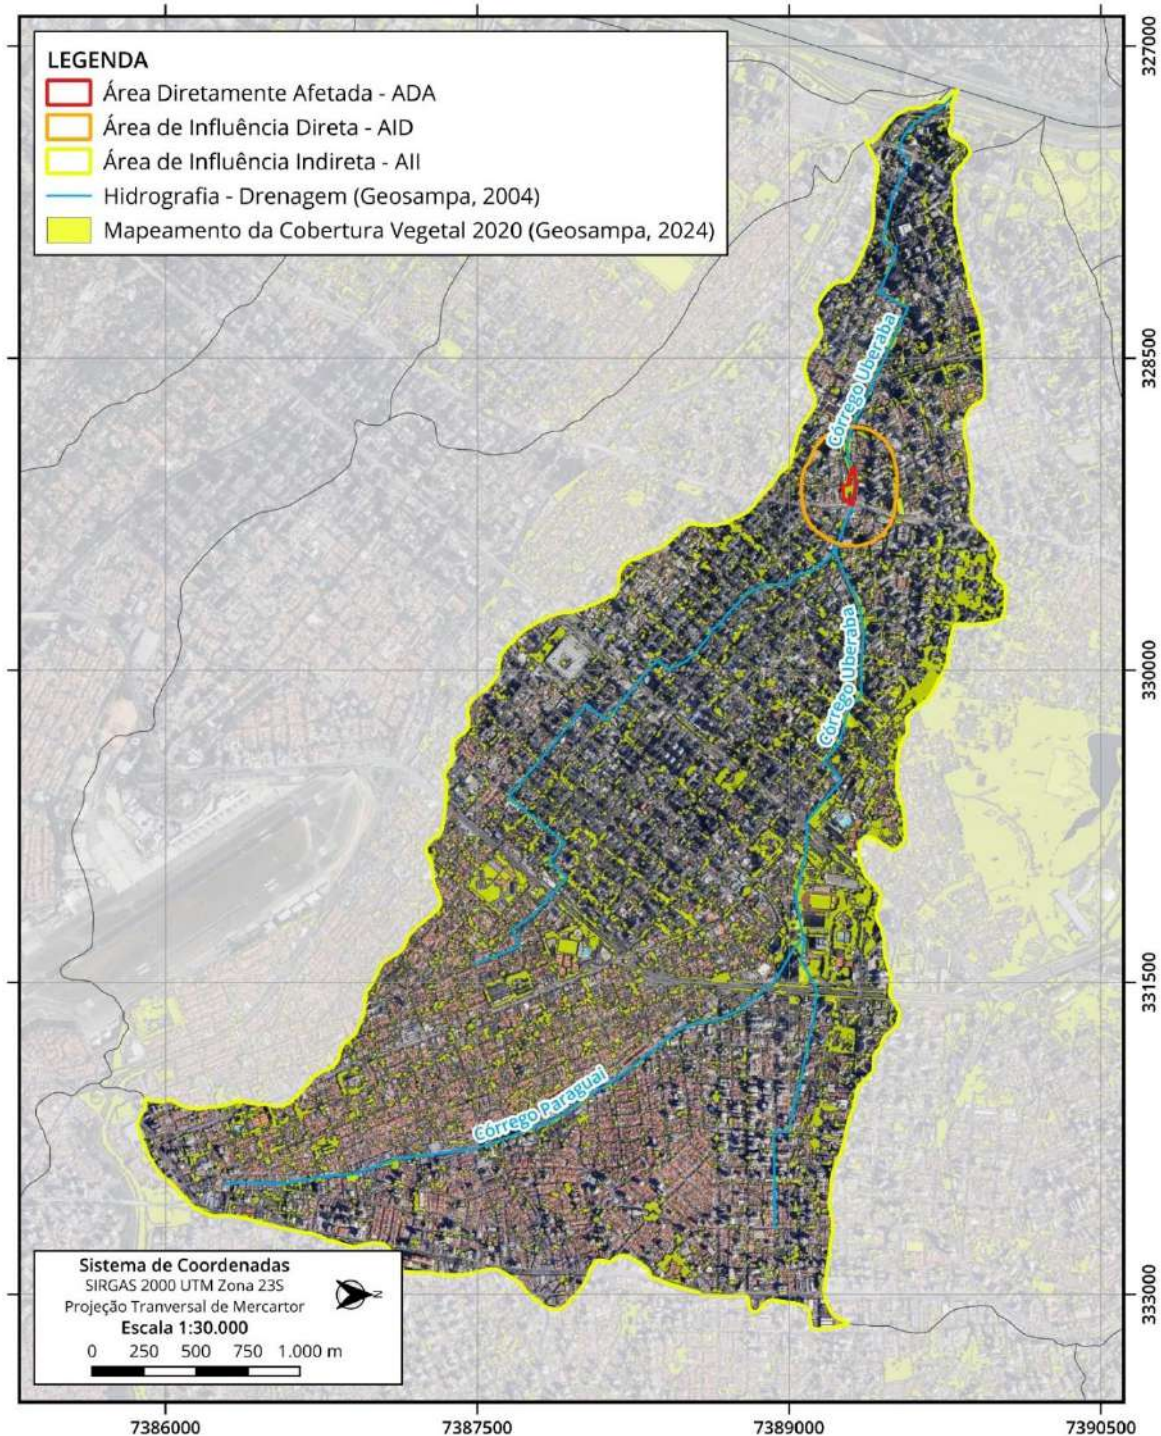 LEGENDA
Área Diretamente Afetada - ADA
Área de Influência Direta - AID
Área de Influência Indireta - AII
Hidrografia - Drenagem (Geosampa, 2004)
Mapeamento da Cobertura Vegetal 2020 (Geosampa, 2024)
327000
328500
Córrego Uberaba
330000
Córrego Uberaba
331500
Córrego Paraguai
333000
Sistema de Coordenadas
SIRGAS 2000 UTM Zona 23S
Projeção Tranversal de Mercartor
Escala 1:30.000
N
0 250 500 750 1.000 m
7386000 7387500 7389000 7390500